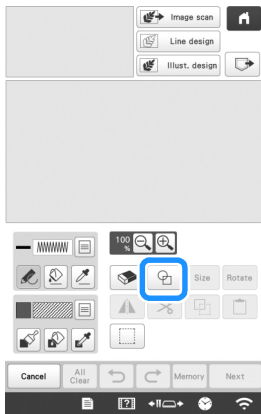 Image scan
Line design
Illust. design
100 %
Size Rotate
Cancel All Clear Memory Next